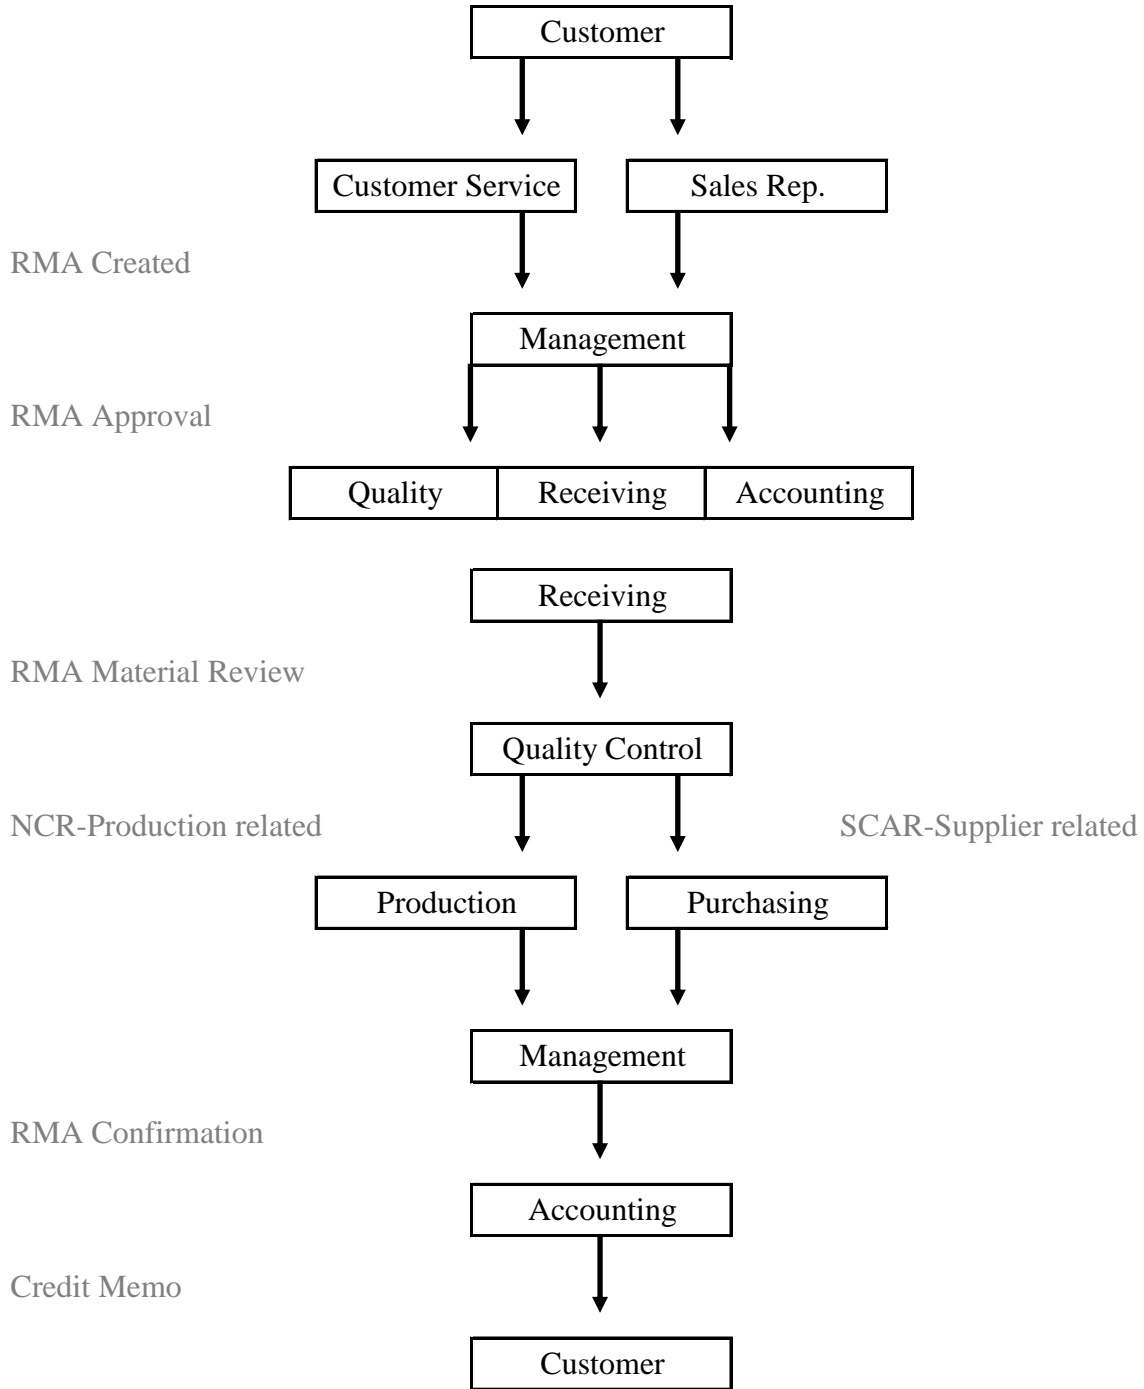 Customer
Customer Service Sales Rep.
RMA Created
Management
RMA Approval
Quality Receiving Accounting
Receiving
RMA Material Review
Quality Control
NCR-Production related SCAR-Supplier related
Production Purchasing
Management
RMA Confirmation
Accounting
Credit Memo
Customer